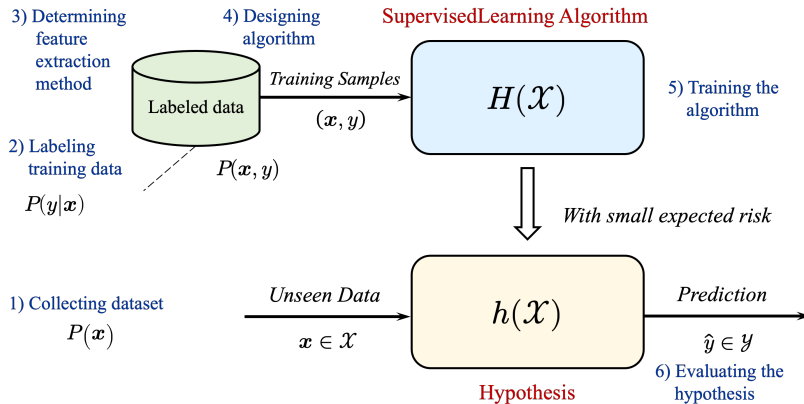 3) Determining
feature
extraction
method
4) Designing
algorithm
SupervisedLearning Algorithm
Labeled data
Training Samples
(x, y)
H(𝒳)
5) Training the
algorithm
2) Labeling
training data
P(y|x)
P(x, y)
With small expected risk
1) Collecting dataset
P(x)
Unseen Data
x ∈ 𝒳
h(𝒳)
Prediction
ŷ ∈ 𝒴
6) Evaluating the
hypothesis
Hypothesis